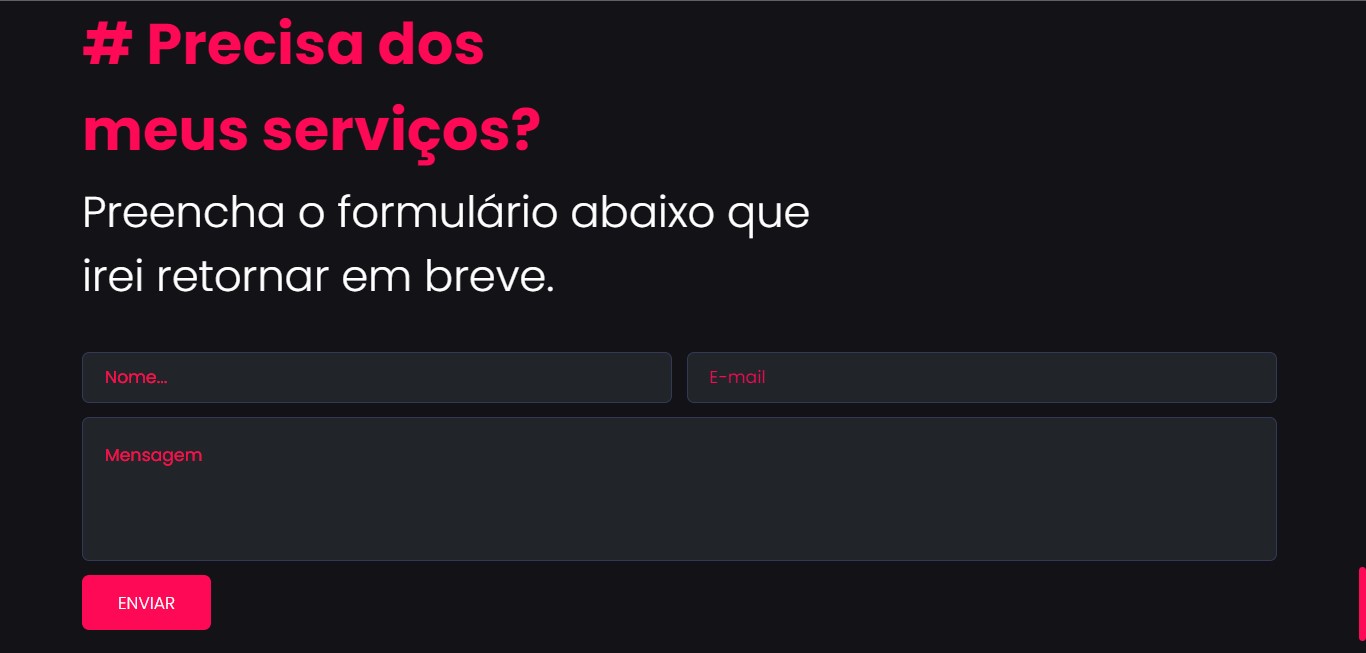 # Precisa dos
meus serviços?
Preencha o formulário abaixo que
irei retornar em breve.
Nome...
E-mail
Mensagem
ENVIAR